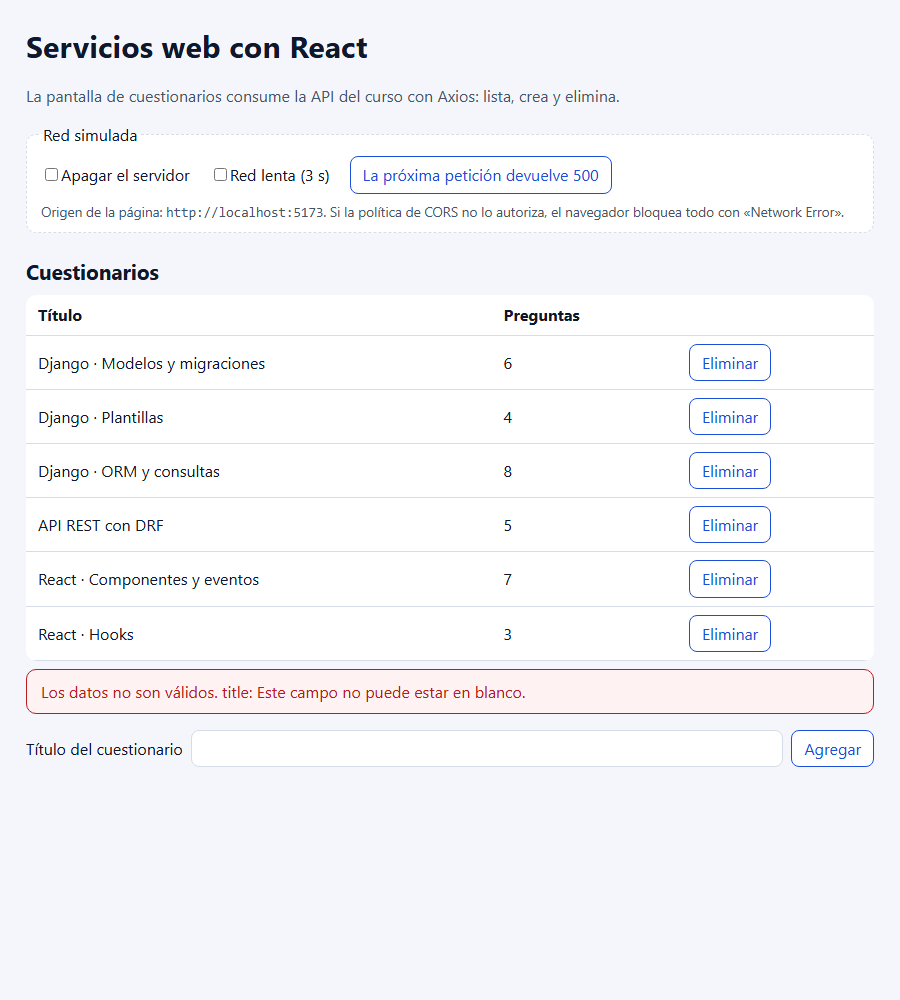 Servicios web con React
La pantalla de cuestionarios consume la API del curso con Axios: lista, crea y elimina.
Red simulada
Apagar el servidor Red lenta (3 s) La próxima petición devuelve 500
Origen de la página: http://localhost:5173. Si la política de CORS no lo autoriza, el navegador bloquea todo con «Network Error».
Cuestionarios
Título Preguntas
Django · Modelos y migraciones 6 Eliminar
Django · Plantillas 4 Eliminar
Django · ORM y consultas 8 Eliminar
API REST con DRF 5 Eliminar
React · Componentes y eventos 7 Eliminar
React · Hooks 3 Eliminar
Los datos no son válidos. title: Este campo no puede estar en blanco.
Título del cuestionario Agregar